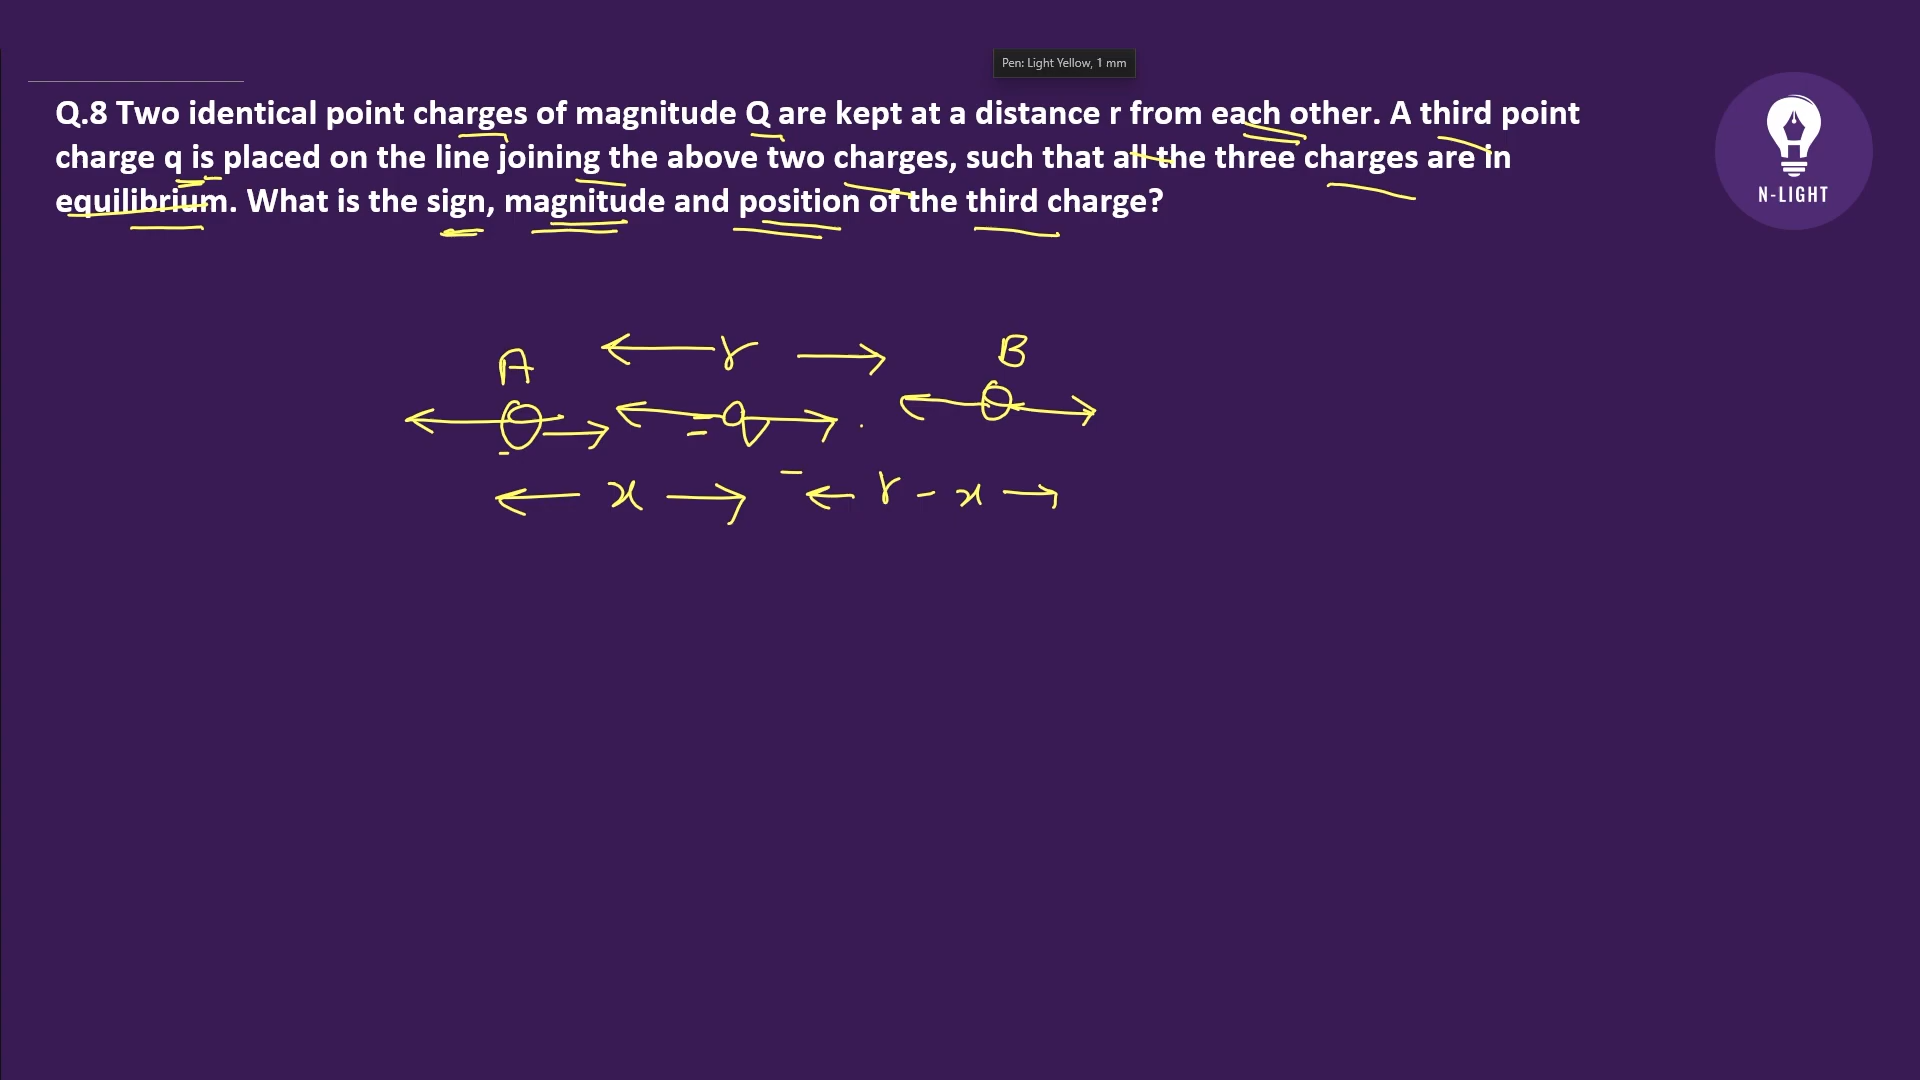 Pen: Light Yellow, 1 mm
Q.8 Two identical point charges of magnitude Q are kept at a distance r from each other. A third point
charge q is placed on the line joining the above two charges, such that all the three charges are in
equilibrium. What is the sign, magnitude and position of the third charge?
N-LIGHT
A r B
Q - q Q
x r - x